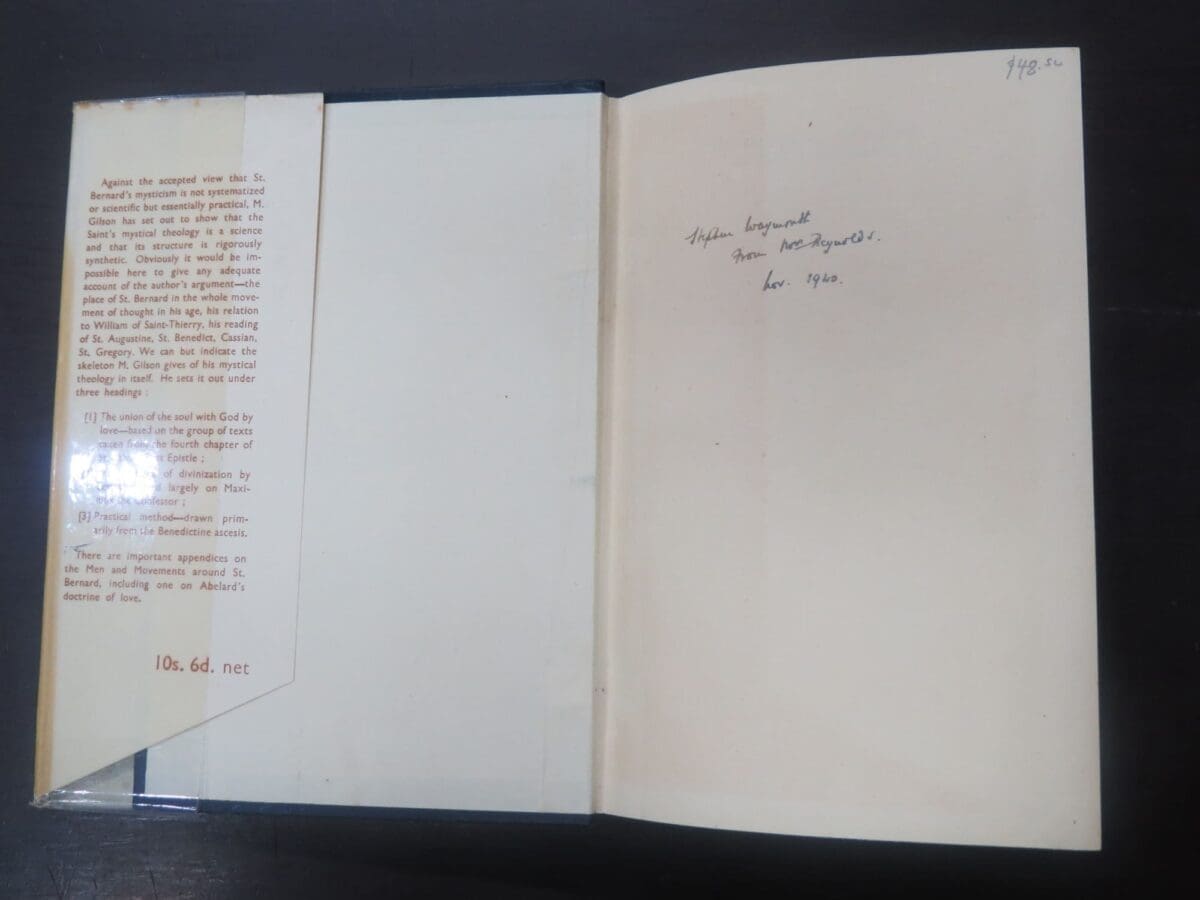 Against the accepted view that St.
Bernard's mysticism is not systematized
or scientific but essentially practical, M.
Gilson has set out to show that the
Saint's mystical theology is a science
and that its structure is rigorously
synthetic. Obviously it would be im-
possible here to give any adequate
account of the author's argument—the
place of St. Bernard in the whole move-
ment of thought in his age, his relation
to William of Saint-Thierry, his reading
of St. Augustine, St. Benedict, Cassian,
St. Gregory. We can but indicate the
skeleton M. Gilson gives of his mystical
theology in itself. He sets it out under
three headings :
[1] The union of the soul with God by
love—based on the group of texts
taken from the fourth chapter of
Epistle ;
of divinization by
largely on Maxi-
mus the Confessor ;
[3] Practical method—drawn prim-
arily from the Benedictine ascesis.
There are important appendices on
the Men and Movements around St.
Bernard, including one on Abelard's
doctrine of love.
10s. 6d. net
$48.
Stephen Waymouth
From Reynolds.
Nov. 1940.